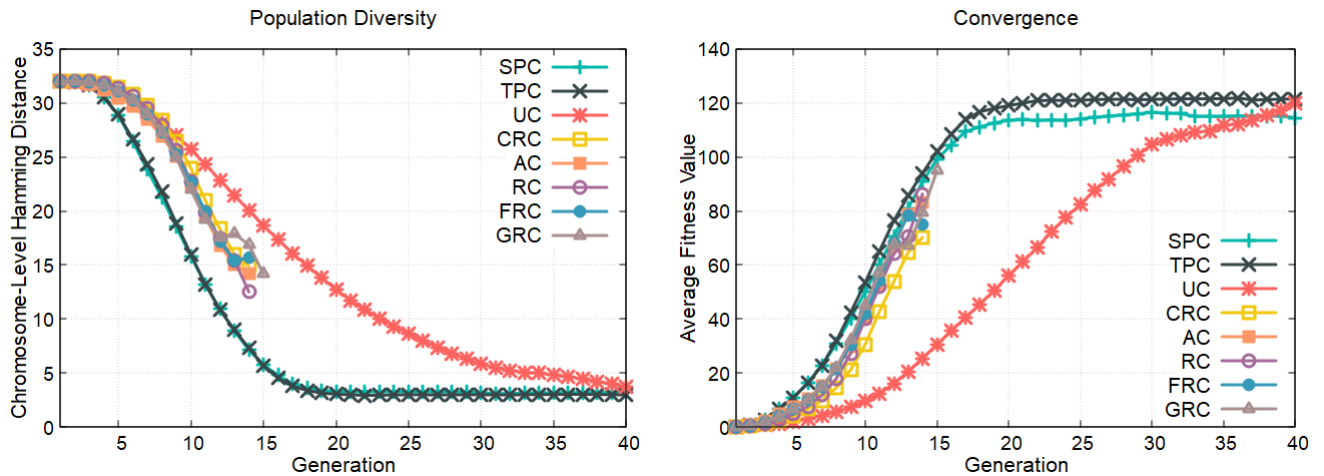 Population Diversity
Chromosome-Level Hamming Distance
35
30
25
20
15
10
5
0
SPC
TPC
UC
CRC
AC
RC
FRC
GRC
5 10 15 20 25 30 35 40
Generation
Convergence
Average Fitness Value
140
120
100
80
60
40
20
0
SPC
TPC
UC
CRC
AC
RC
FRC
GRC
5 10 15 20 25 30 35 40
Generation